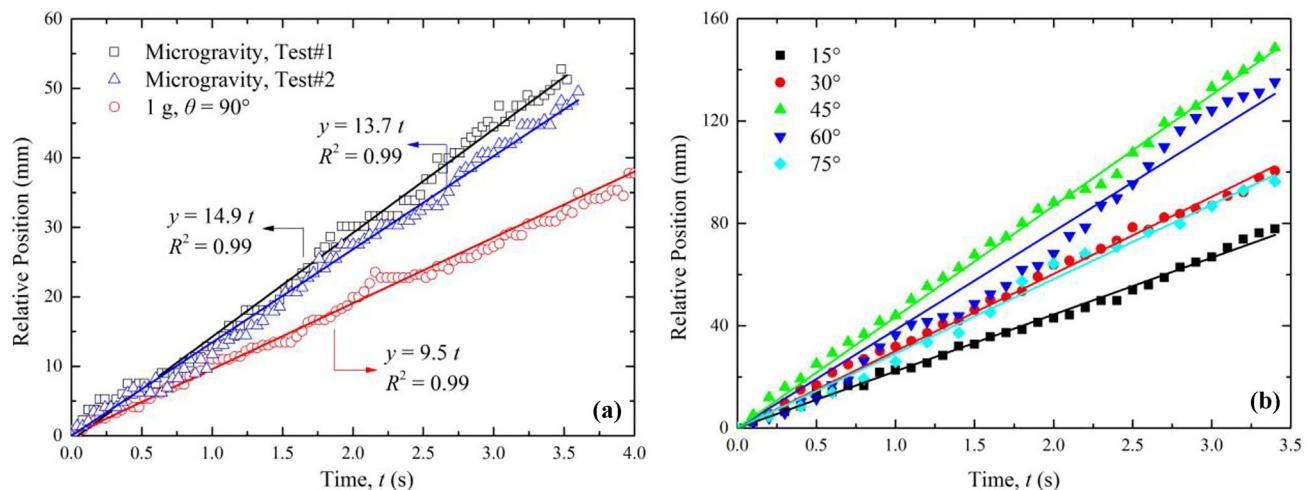 60
50
40
30
20
10
0
Relative Position (mm)
Microgravity, Test#1
Microgravity, Test#2
1 g, θ = 90°
y = 13.7 t
R² = 0.99
y = 14.9 t
R² = 0.99
y = 9.5 t
R² = 0.99
(a)
0.0 0.5 1.0 1.5 2.0 2.5 3.0 3.5 4.0
Time, t (s)
160
120
80
40
0
Relative Position (mm)
15°
30°
45°
60°
75°
(b)
0.0 0.5 1.0 1.5 2.0 2.5 3.0 3.5
Time, t (s)